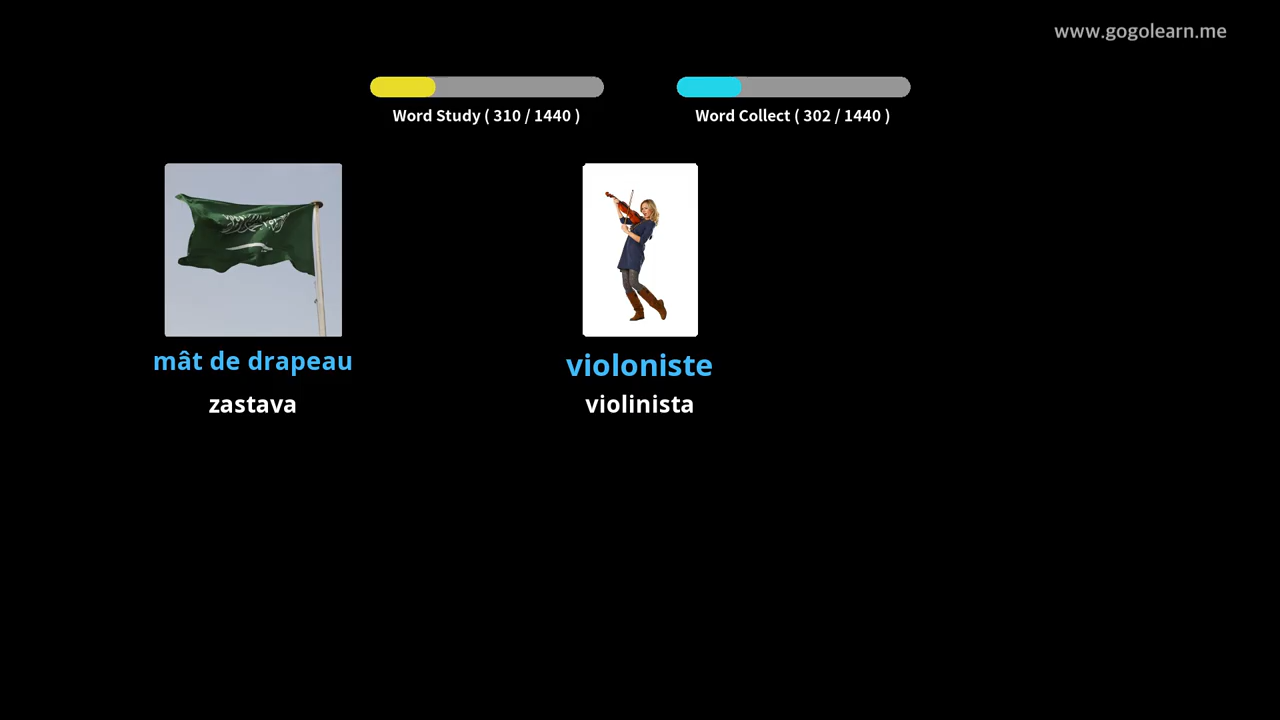 www.gogolearn.me
Word Study ( 310 / 1440 )
Word Collect ( 302 / 1440 )
mât de drapeau
zastava
violoniste
violinista